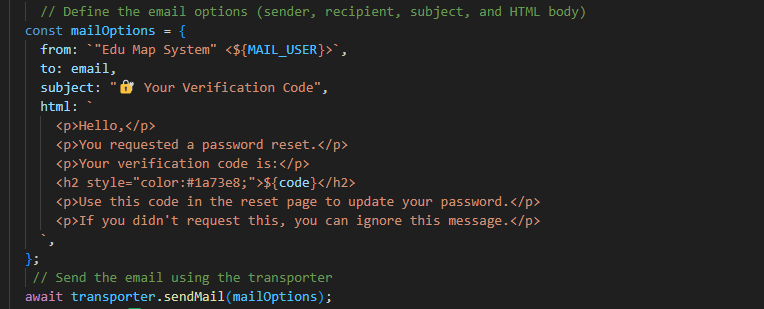 // Define the email options (sender, recipient, subject, and HTML body)
const mailOptions = {
from: `"Edu Map System" <${MAIL_USER}>`,
to: email,
subject: "🔐 Your Verification Code",
html: `
<p>Hello,</p>
<p>You requested a password reset.</p>
<p>Your verification code is:</p>
<h2 style="color:#1a73e8;">${code}</h2>
<p>Use this code in the reset page to update your password.</p>
<p>If you didn't request this, you can ignore this message.</p>
`,
};
// Send the email using the transporter
await transporter.sendMail(mailOptions);